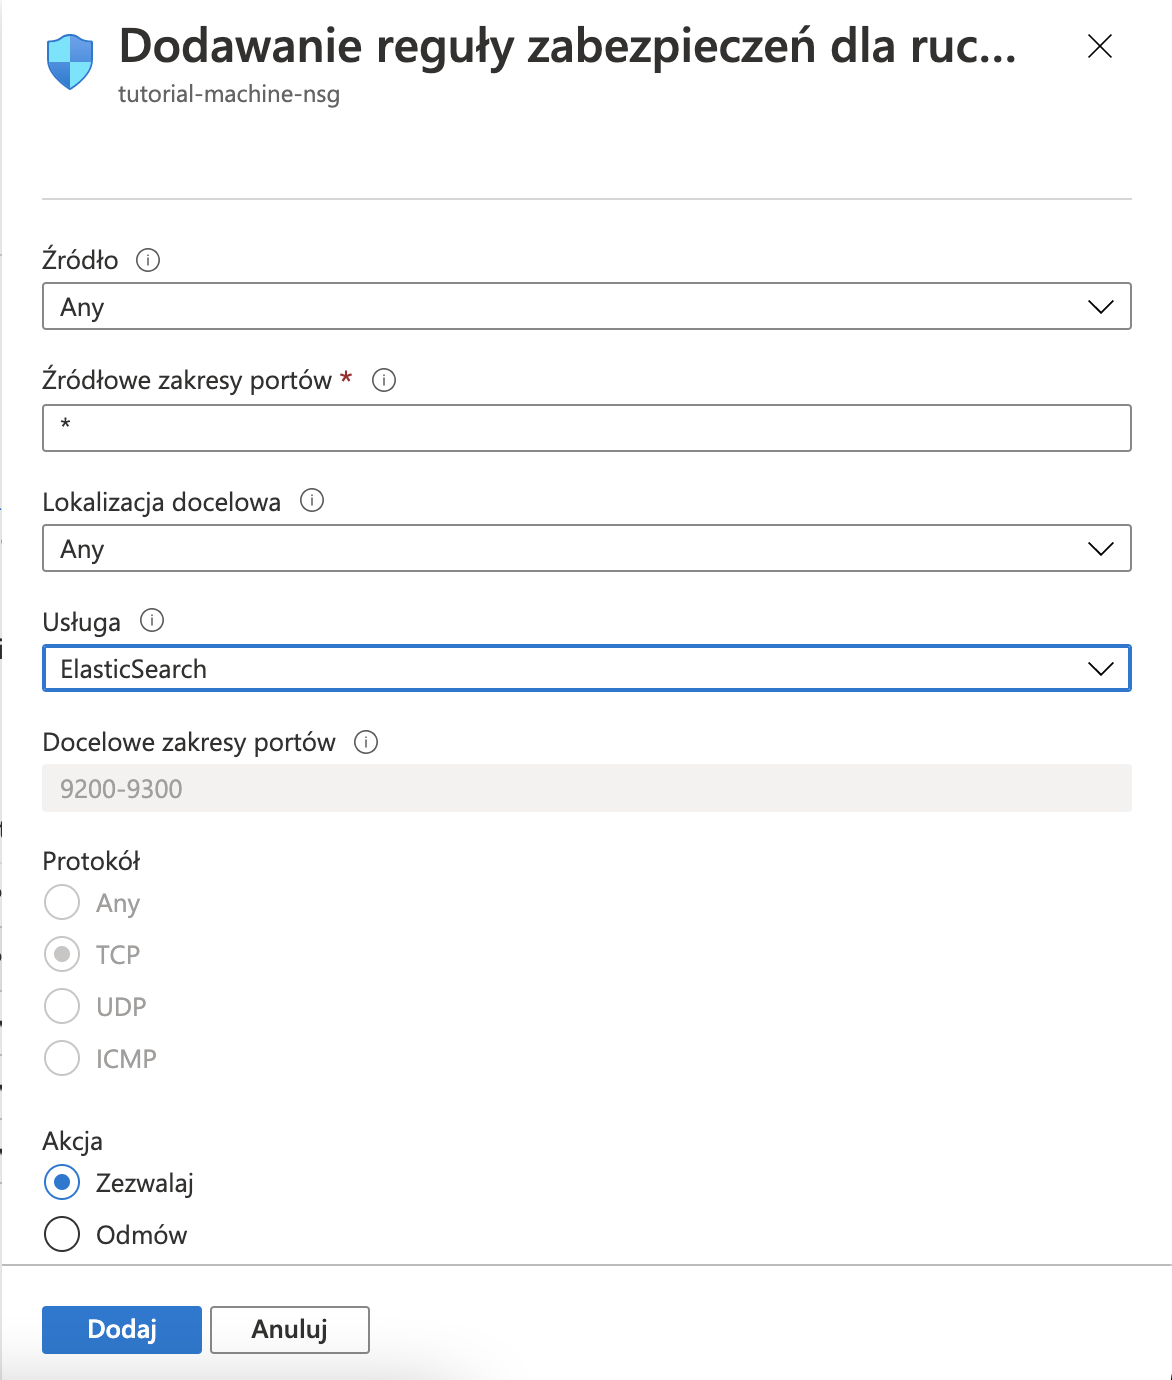 Dodawanie reguły zabezpieczeń dla ruc...
tutorial-machine-nsg
Źródło
Any
Źródłowe zakresy portów *
*
Lokalizacja docelowa
Any
Usługa
ElasticSearch
Docelowe zakresy portów
9200-9300
Protokół
Any
TCP
UDP
ICMP
Akcja
Zezwalaj
Odmów
Dodaj Anuluj